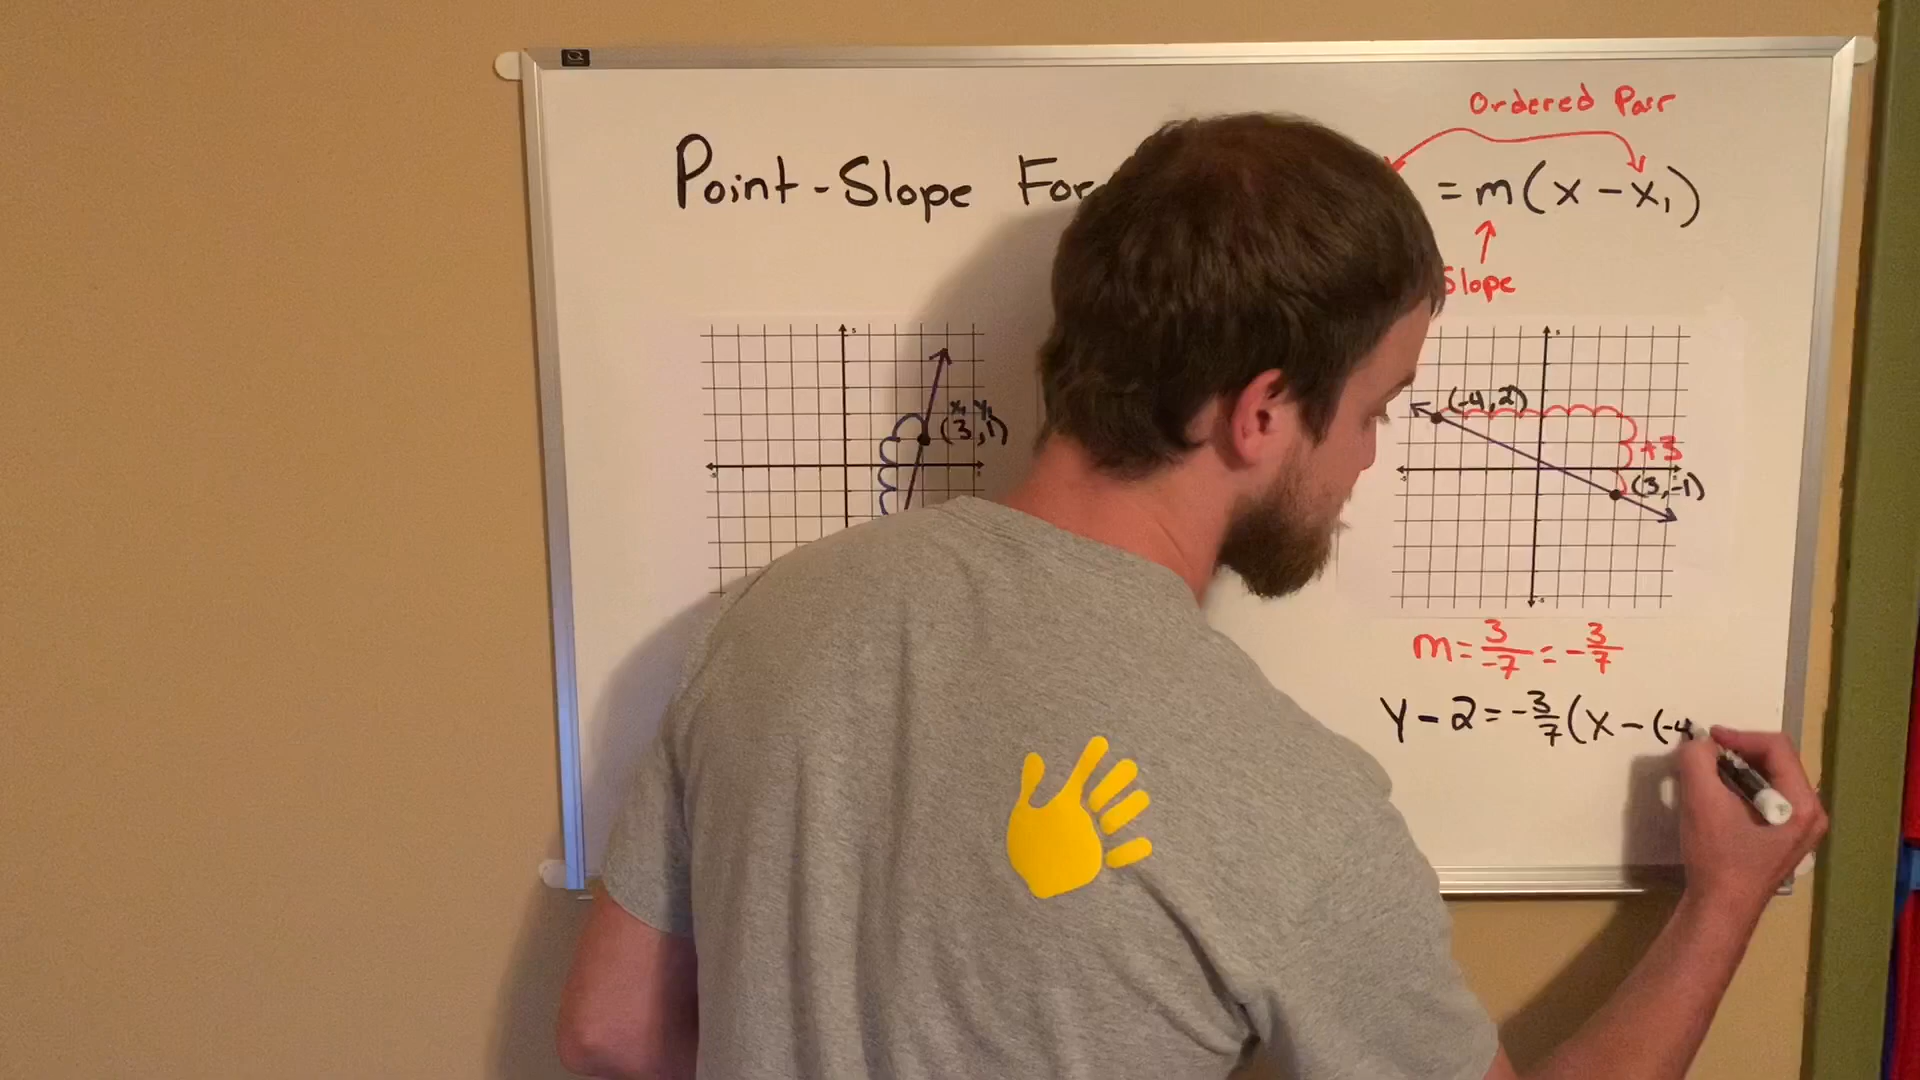 Ordered Pair
Point-Slope For
= m(x - x₁)
Slope
x₁ y₁
(3, 1)
(-4, 2)
+3
(3, -1)
m = 3/-7 = -3/7
y - 2 = -3/7(x - (-4